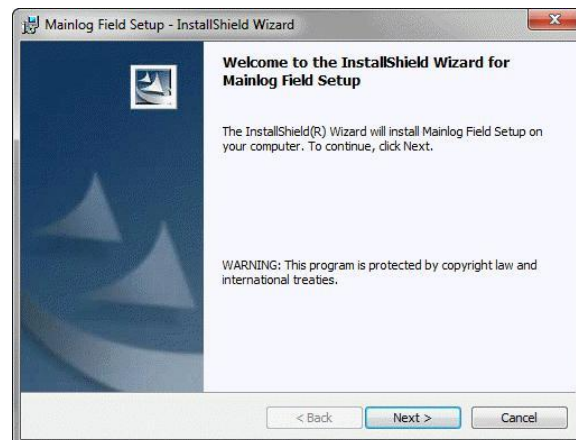 Mainlog Field Setup - InstallShield Wizard
Welcome to the InstallShield Wizard for
Mainlog Field Setup
The InstallShield(R) Wizard will install Mainlog Field Setup on
your computer. To continue, click Next.
WARNING: This program is protected by copyright law and
international treaties.
< Back
Next >
Cancel